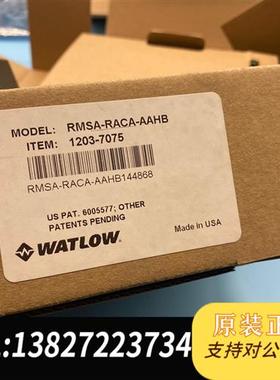 MODEL: RMSA-RACA-AAHB
ITEM: 1203-7075
RMSA-RACA-AAHB144868
US PAT. 6005577; OTHER
PATENTS PENDING
WATLOW
Made in USA
原装正
:13827223734
支持对公